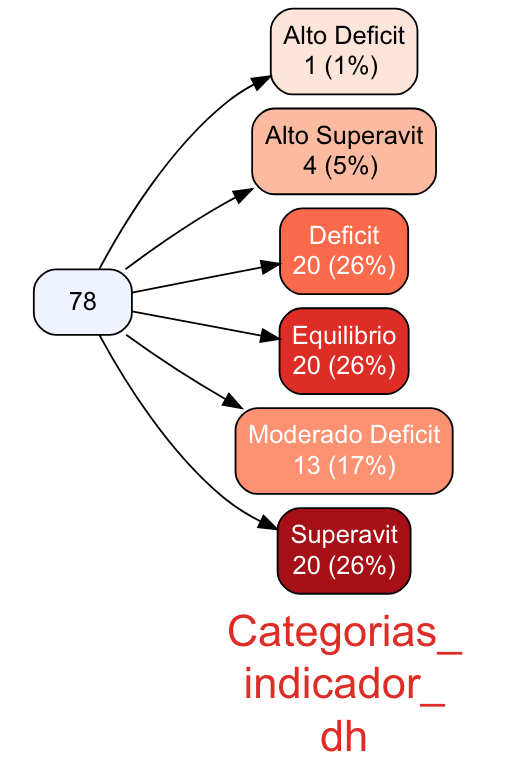 Alto Deficit
1 (1%)
Alto Superavit
4 (5%)
Deficit
20 (26%)
78
Equilibrio
20 (26%)
Moderado Deficit
13 (17%)
Superavit
20 (26%)
Categorias_
indicador_
dh